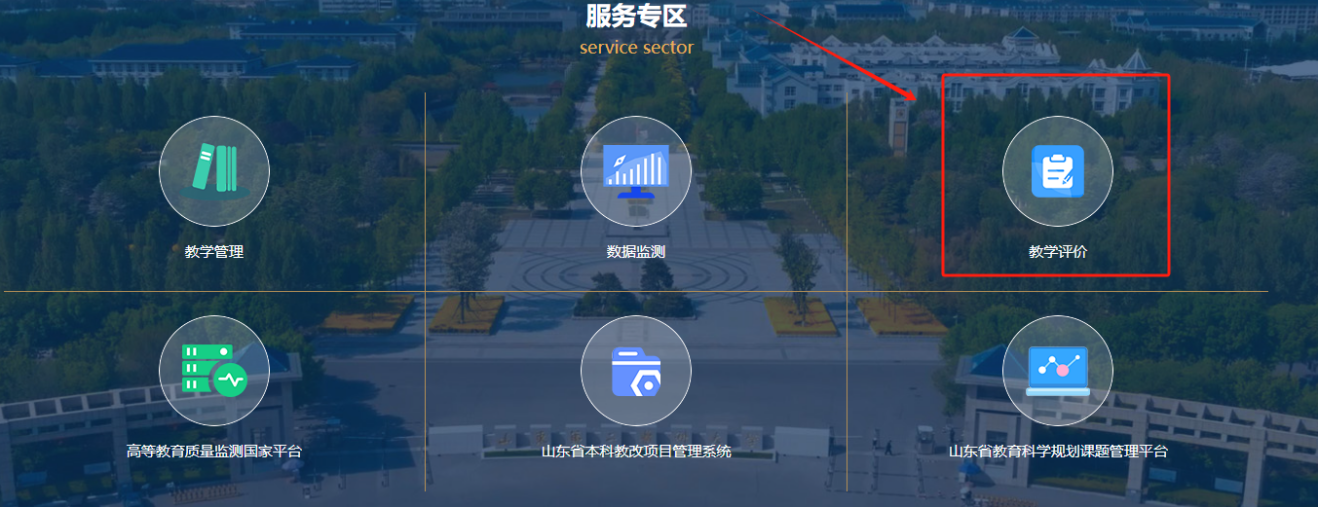 服务专区
service sector
教学管理
数据监测
教学评价
高等教育质量监测国家平台
山东省本科教改项目管理系统
山东省教育科学规划课题管理平台